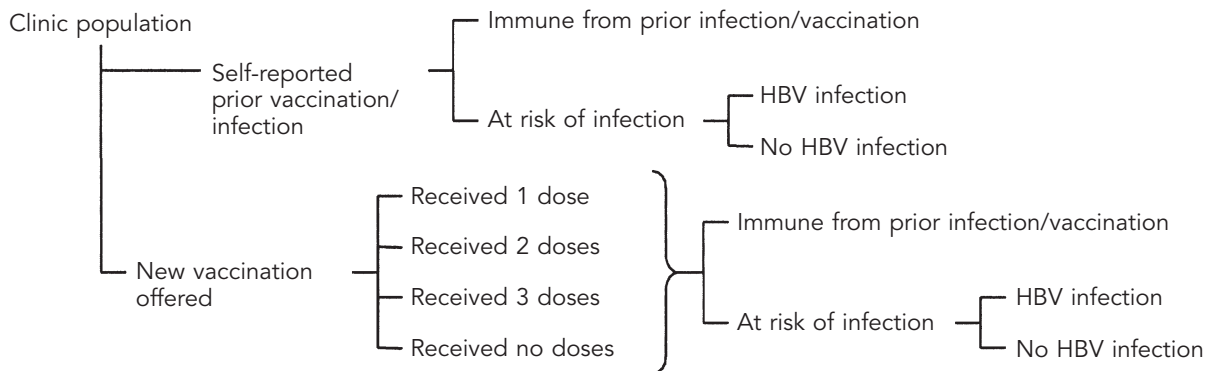 Clinic population
Immune from prior infection/vaccination
Self-reported
prior vaccination/
infection
At risk of infection
HBV infection
No HBV infection
New vaccination
offered
Received 1 dose
Received 2 doses
Received 3 doses
Received no doses
Immune from prior infection/vaccination
At risk of infection
HBV infection
No HBV infection